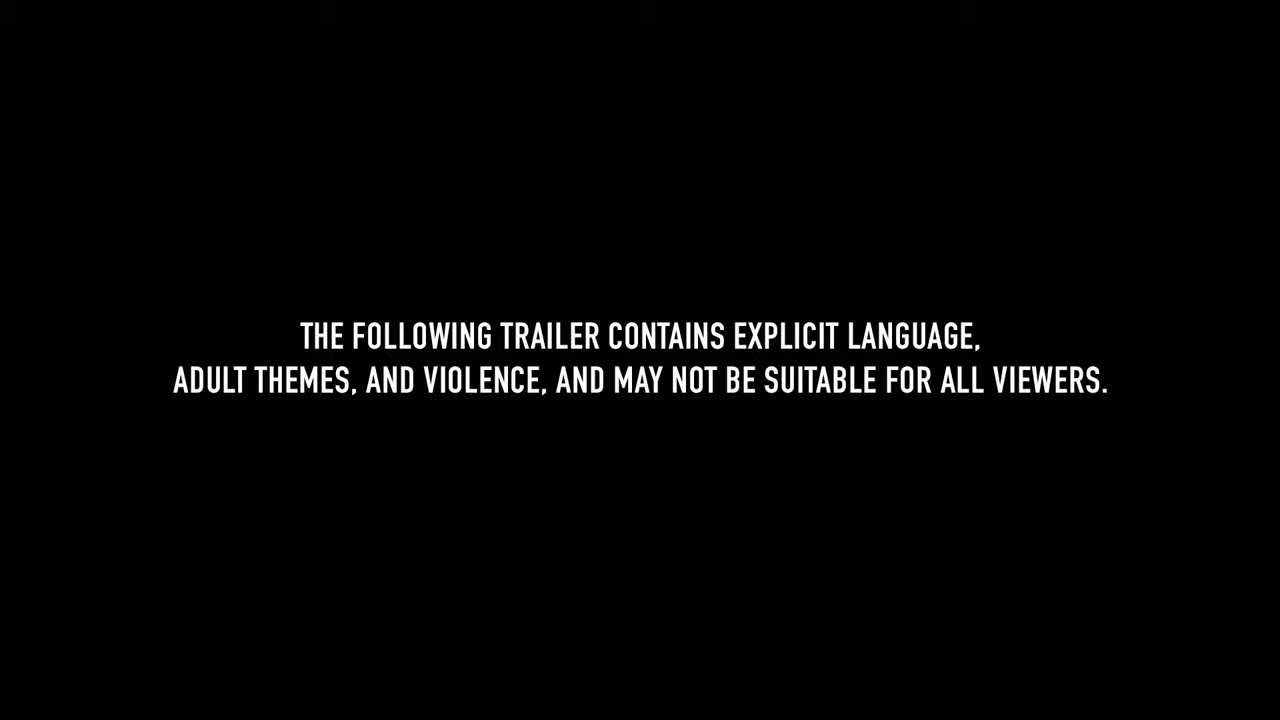 THE FOLLOWING TRAILER CONTAINS EXPLICIT LANGUAGE,
ADULT THEMES, AND VIOLENCE, AND MAY NOT BE SUITABLE FOR ALL VIEWERS.